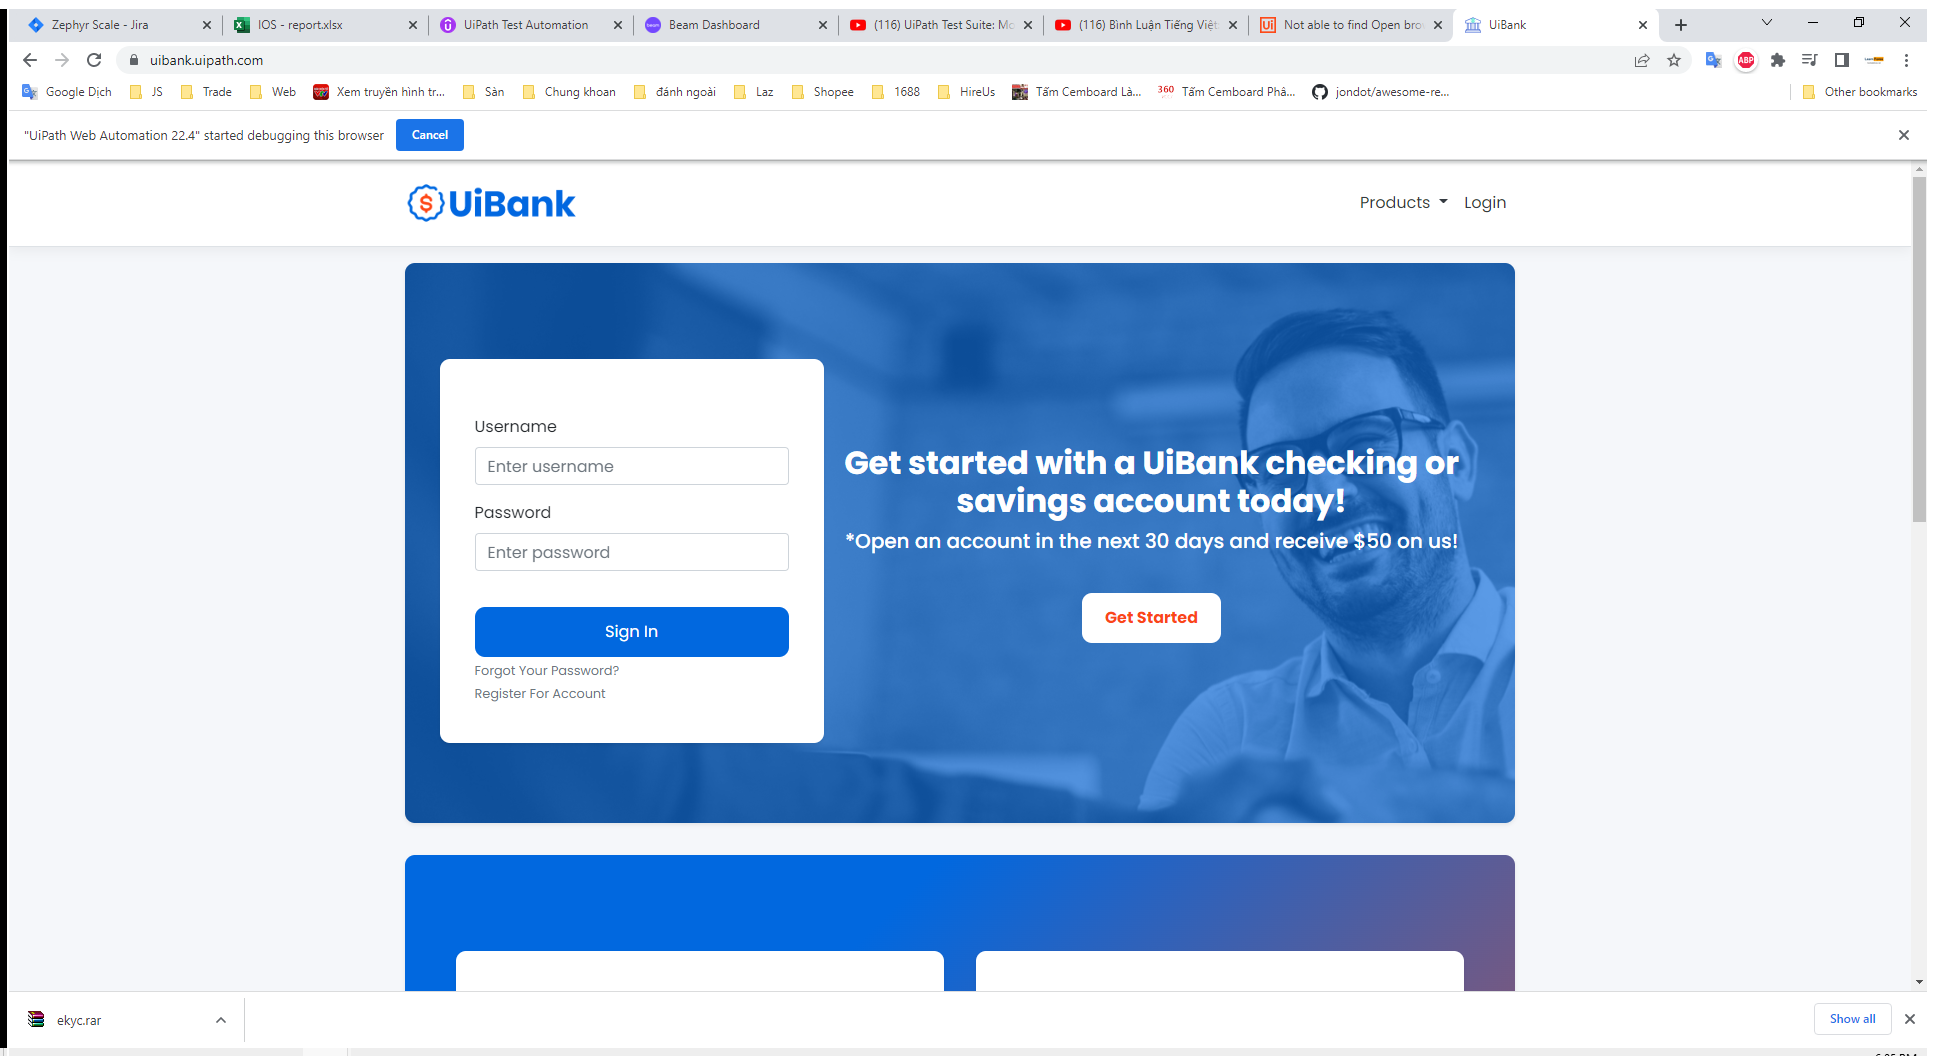 Zephyr Scale - Jira
IOS - report.xlsx
UiPath Test Automation
Beam Dashboard
(116) UiPath Test Suite: Mo
(116) Bình Luận Tiếng Việt
Not able to find Open bro
UiBank
uibank.uipath.com
ABP
Google Dịch
JS
Trade
Web
Xem truyền hình tr...
Sàn
Chung khoan
đánh ngoài
Laz
Shopee
1688
HireUs
Tấm Cemboard Là...
360
Tấm Cemboard Phâ...
jondot/awesome-re...
Other bookmarks
"UiPath Web Automation 22.4" started debugging this browser
Cancel
UiBank
Products
Login
Username
Enter username
Password
Enter password
Sign In
Forgot Your Password?
Register For Account
Get started with a UiBank checking or
savings account today!
*Open an account in the next 30 days and receive $50 on us!
Get Started
ekyc.rar
Show all